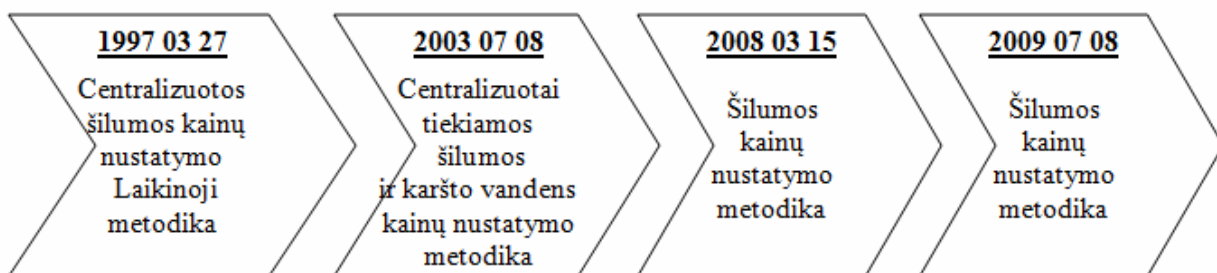 1997 03 27
Centralizuotos
šilumos kainų
nustatymo
Laikinoji
metodika
2003 07 08
Centralizuotai
tiekiamos
šilumos
ir karšto vandens
kainų nustatymo
metodika
2008 03 15
Šilumos
kainų
nustatymo
metodika
2009 07 08
Šilumos
kainų
nustatymo
metodika